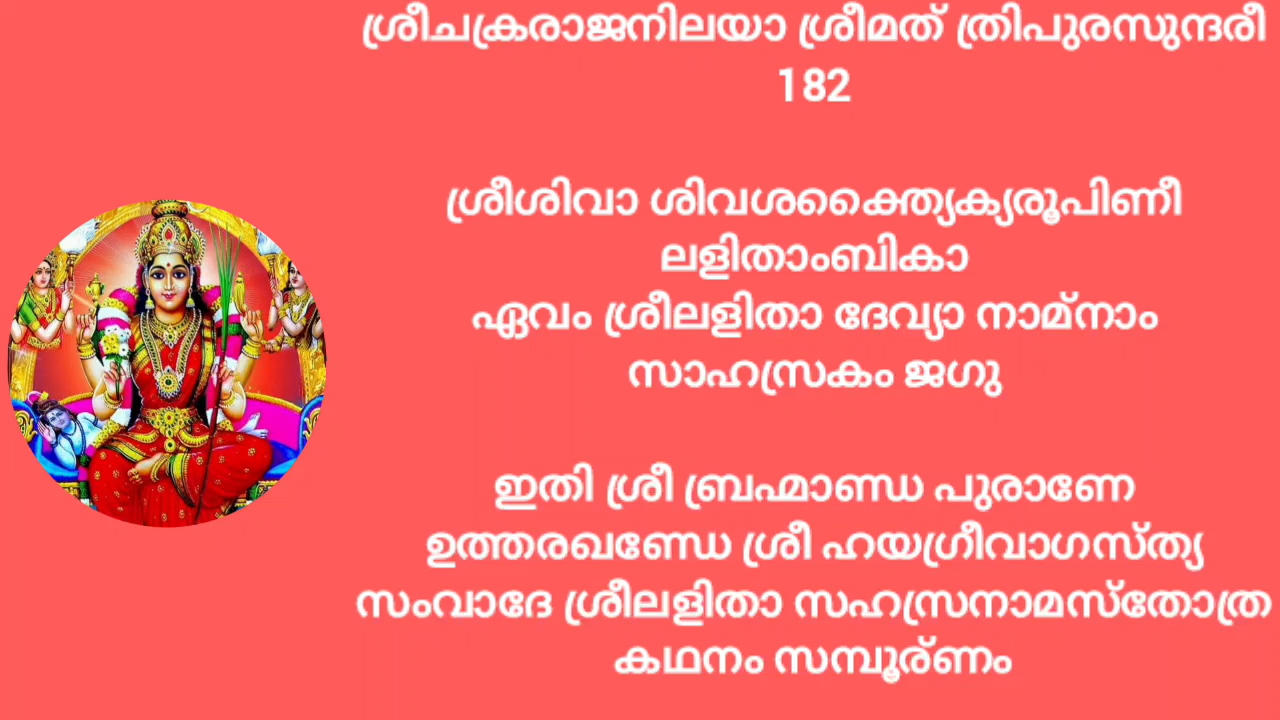 ശ്രീചക്രരാജനിലയാ ശ്രീമത് ത്രിപുരസുന്ദരീ
182
ശ്രീശിവാ ശിവശക്ത്യൈക്യരൂപിണീ
ലളിതാംബികാ
ഏവം ശ്രീലളിതാ ദേവ്യാ നാമ്നാം
സാഹസ്രകം ജഗു
ഇതി ശ്രീ ബ്രഹ്മാണ്ഡ പുരാണേ
ഉത്തരഖണ്ഡേ ശ്രീ ഹയഗ്രീവാഗസ്ത്യ
സംവാദേ ശ്രീലളിതാ സഹസ്രനാമസ്തോത്ര
കഥനം സമ്പൂര്ണം